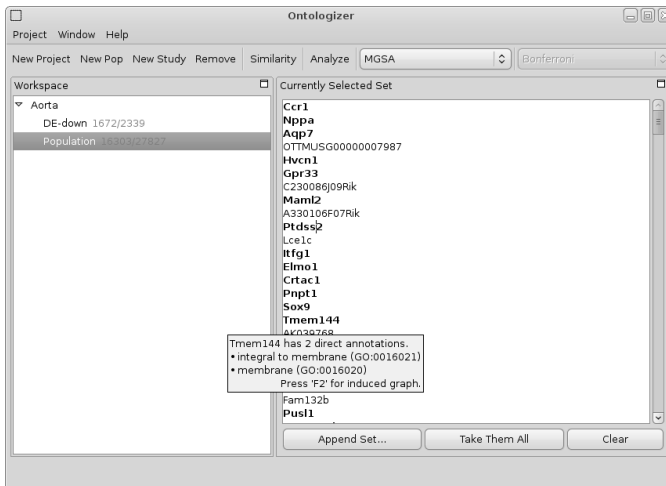 Ontologizer
Project Window Help
New Project New Pop New Study Remove Similarity Analyze MGSA Bonferroni
Workspace
Aorta
DE-down 1672/2339
Population 16303/27827
Currently Selected Set
Ccr1
Nppa
Aqp7
OTTMUSG00000007987
Hvcn1
Gpr33
C230086J09Rik
Maml2
A330106F07Rik
Ptdss2
Lce1c
Itfg1
Elmo1
Crtac1
Pnpt1
Sox9
Tmem144
AK039768
Tmem144 has 2 direct annotations.
• integral to membrane (GO:0016021)
• membrane (GO:0016020)
Press 'F2' for induced graph.
Fam132b
Pusl1
Append Set... Take Them All Clear